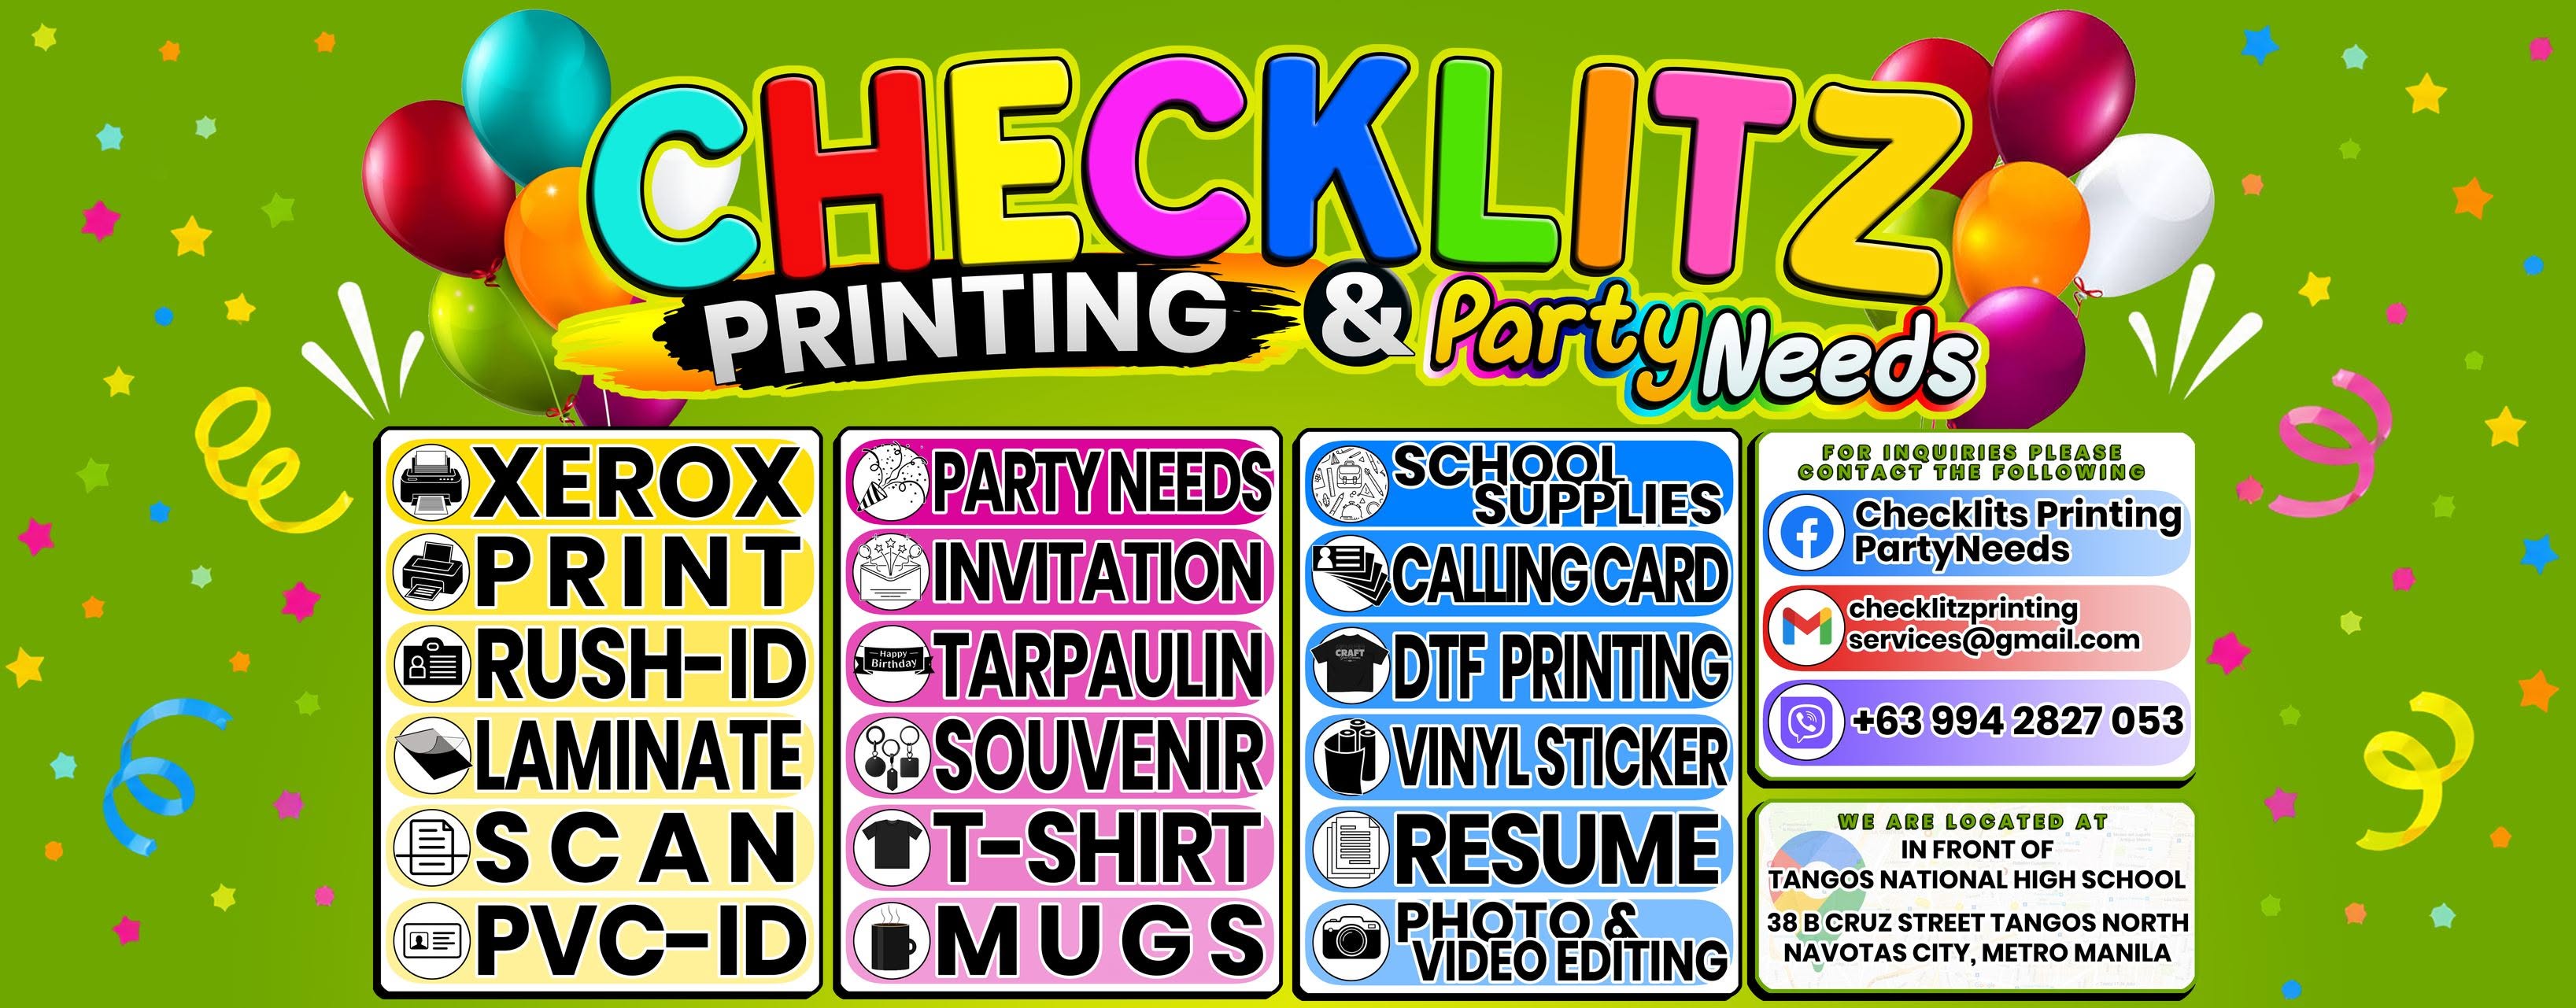 CHECKLITZ
PRINTING & Party Needs
XEROX
PRINT
RUSH-ID
LAMINATE
SCAN
PVC-ID
PARTY NEEDS
INVITATION
Happy
Birthday
TARPAULIN
SOUVENIR
T-SHIRT
MUGS
SCHOOL
SUPPLIES
CALLING CARD
CRAFT
DTF PRINTING
VINYL STICKER
RESUME
PHOTO &
VIDEO EDITING
FOR INQUIRIES PLEASE
CONTACT THE FOLLOWING
Checklits Printing
PartyNeeds
checklitzprinting
services@gmail.com
+63 994 2827 053
WE ARE LOCATED AT
IN FRONT OF
TANGOS NATIONAL HIGH SCHOOL
38 B CRUZ STREET TANGOS NORTH
NAVOTAS CITY, METRO MANILA